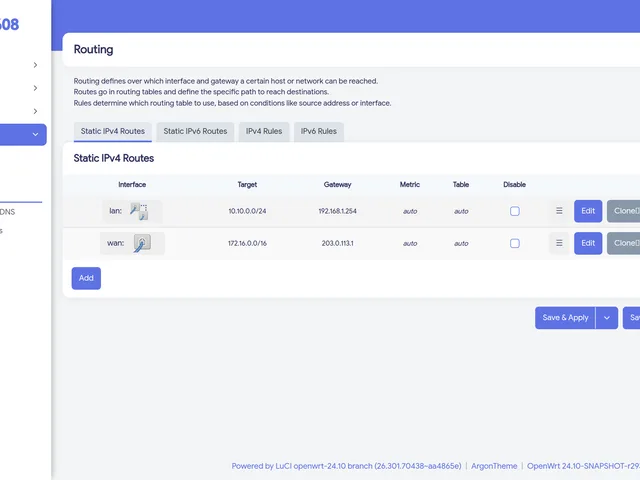 608
Routing
Routing defines over which interface and gateway a certain host or network can be reached.
Routes go in routing tables and define the specific path to reach destinations.
Rules determine which routing table to use, based on conditions like source address or interface.
Static IPv4 Routes Static IPv6 Routes IPv4 Rules IPv6 Rules
Static IPv4 Routes
Interface Target Gateway Metric Table Disable
DNS
lan: 10.10.0.0/24 192.168.1.254 auto auto ☰ Edit Clone
s
wan: 172.16.0.0/16 203.0.113.1 auto auto ☰ Edit Clone
Add
Save & Apply Sa
Powered by LuCI openwrt-24.10 branch (26.301.70438~aa4865e) | ArgonTheme | OpenWrt 24.10-SNAPSHOT-r29